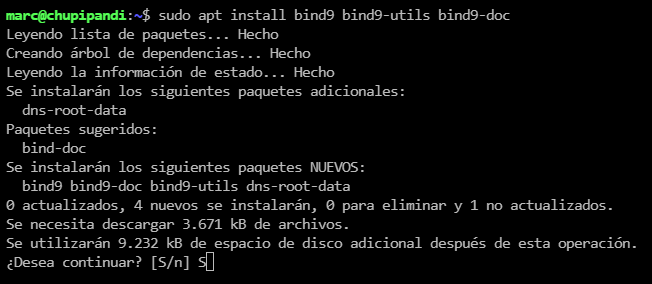 marc@chupipandi:~$ sudo apt install bind9 bind9-utils bind9-doc
Leyendo lista de paquetes... Hecho
Creando árbol de dependencias... Hecho
Leyendo la información de estado... Hecho
Se instalarán los siguientes paquetes adicionales:
  dns-root-data
Paquetes sugeridos:
  bind-doc
Se instalarán los siguientes paquetes NUEVOS:
  bind9 bind9-doc bind9-utils dns-root-data
0 actualizados, 4 nuevos se instalarán, 0 para eliminar y 1 no actualizados.
Se necesita descargar 3.671 kB de archivos.
Se utilizarán 9.232 kB de espacio de disco adicional después de esta operación.
¿Desea continuar? [S/n] S